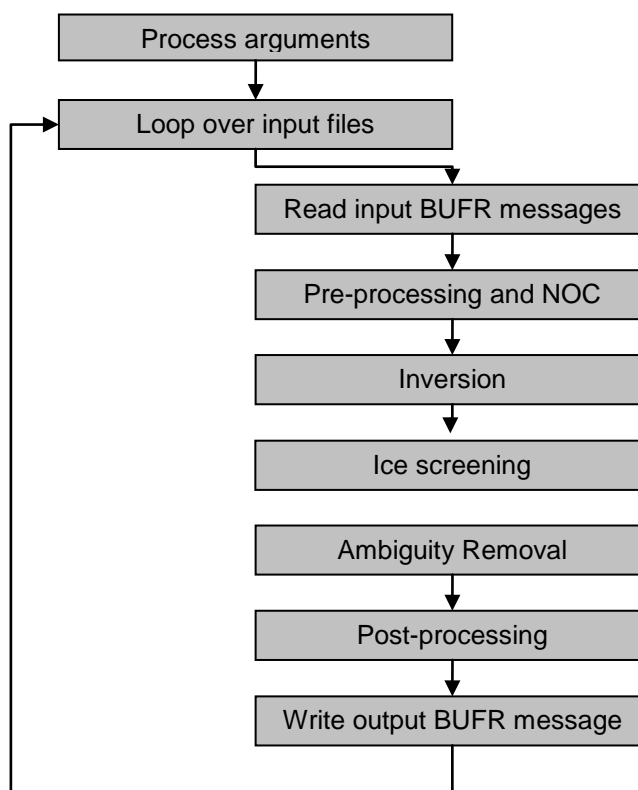 Process arguments
Loop over input files
Read input BUFR messages
Pre-processing and NOC
Inversion
Ice screening
Ambiguity Removal
Post-processing
Write output BUFR message